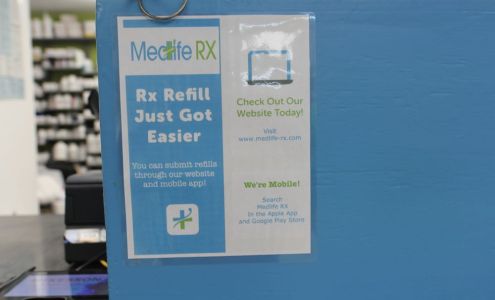 Medlife RX
Rx Refill
Just Got
Easier
You can submit refills
through our website
and mobile app!
Check Out Our
Website Today!
Visit
www.medlife-rx.com
We're Mobile!
Search
Medlife RX
In the Apple App
and Google Play Store